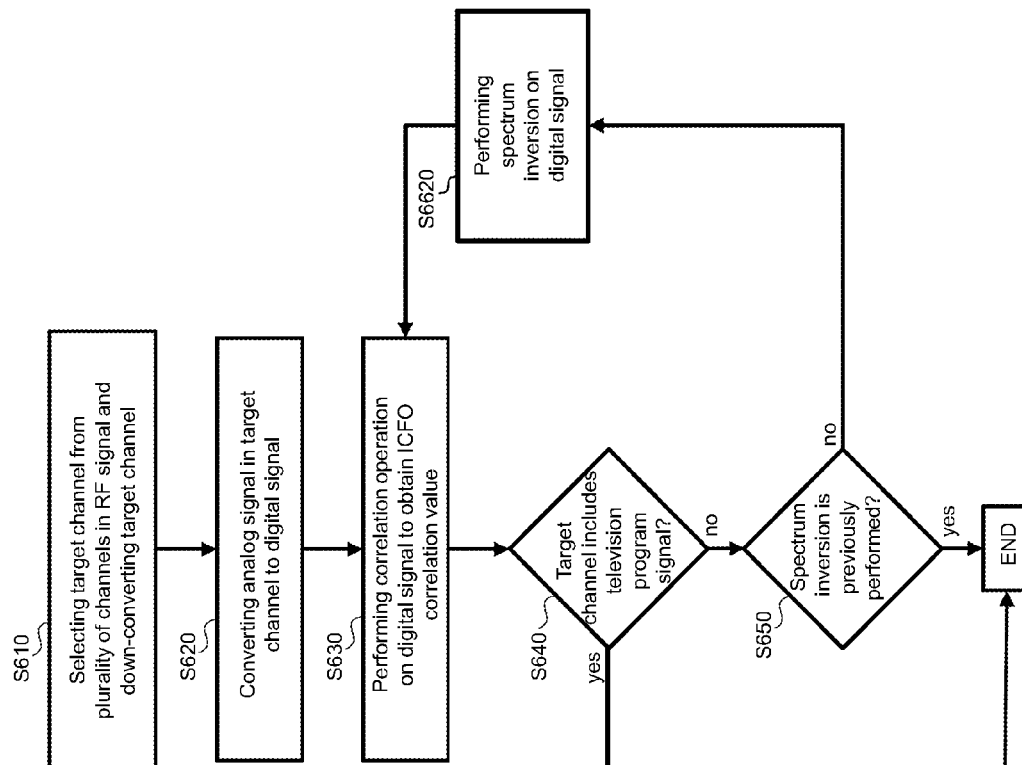 S610
Selecting target channel from
plurality of channels in RF signal and
down-converting target channel
S620
Converting analog signal in target
channel to digital signal
S630
Performing correlation operation
on digital signal to obtain ICFO
correlation value
S6620
Performing
spectrum
inversion on
digital signal
S640
Target
channel includes
television
program
signal?
yes
no
S650
Spectrum
inversion is
previously
performed?
no
yes
END